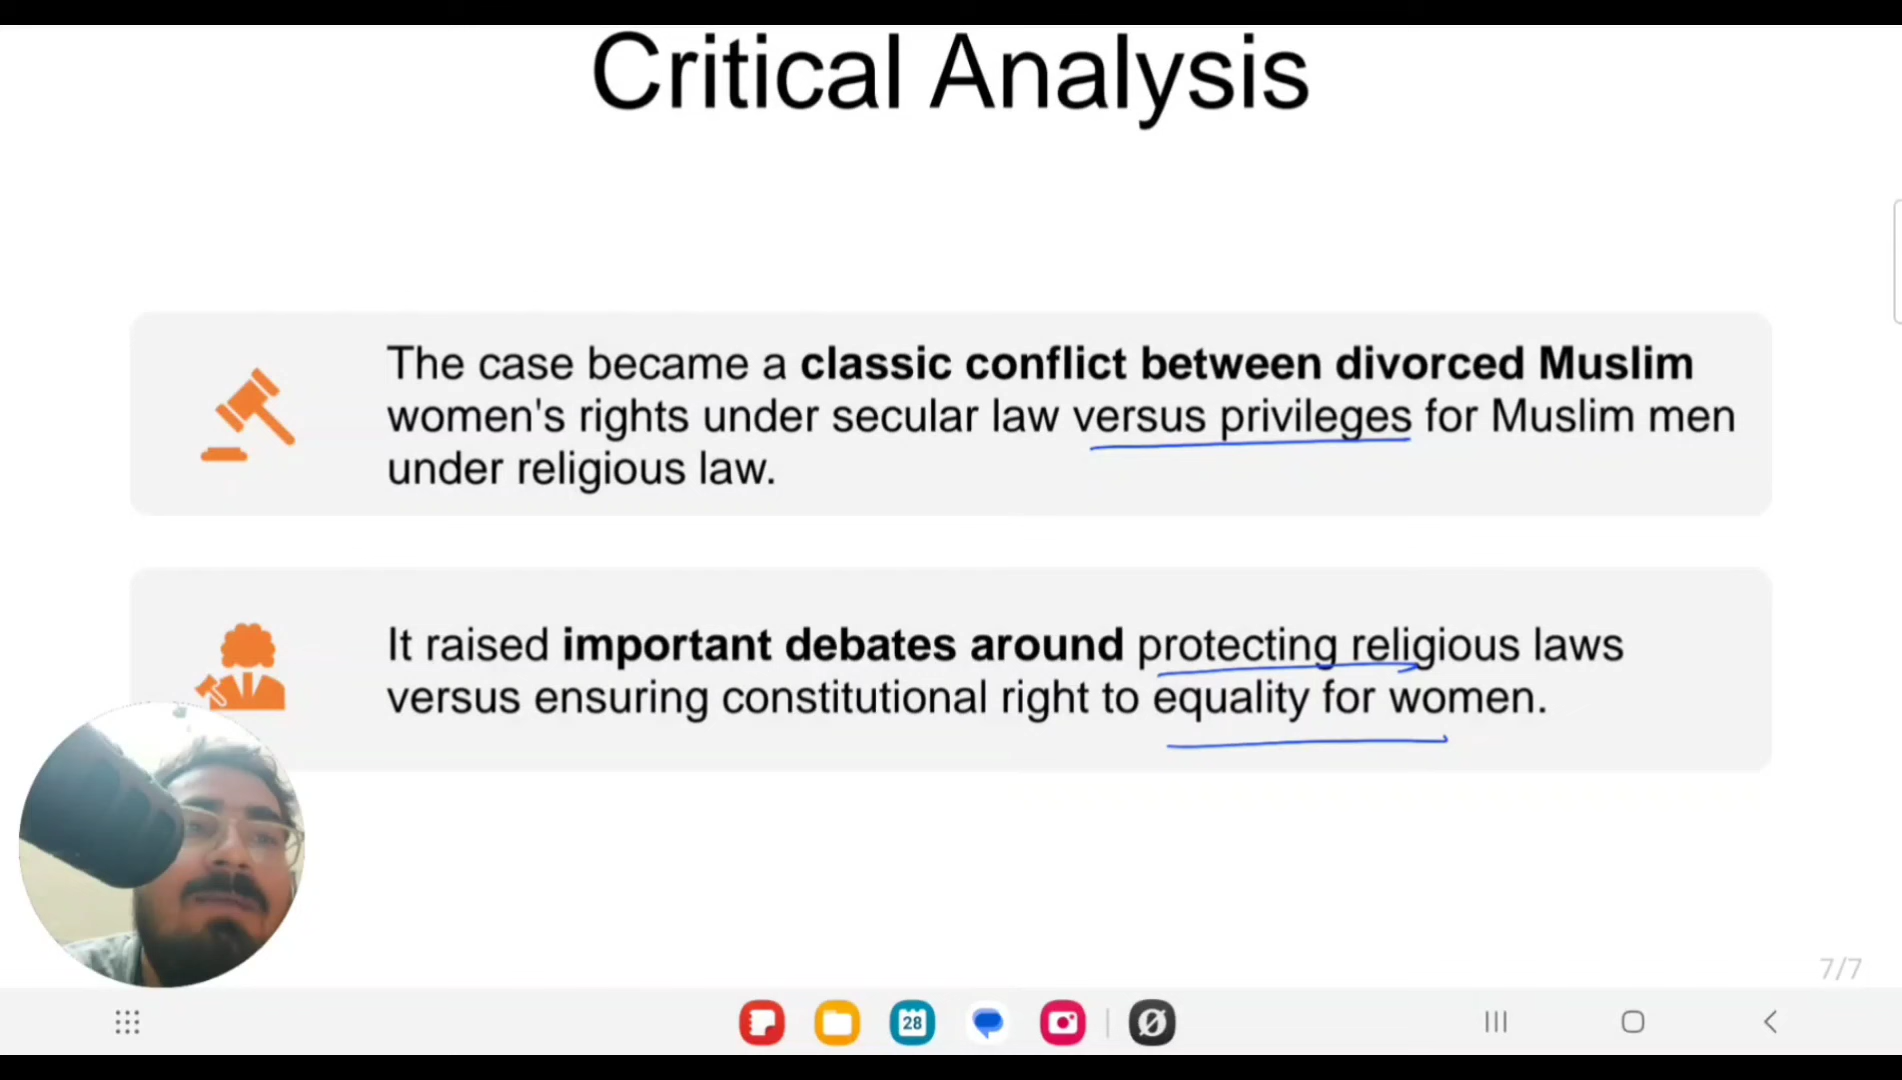 Critical Analysis
The case became a classic conflict between divorced Muslim
women's rights under secular law versus privileges for Muslim men
under religious law.
It raised important debates around protecting religious laws
versus ensuring constitutional right to equality for women.
7/7
28